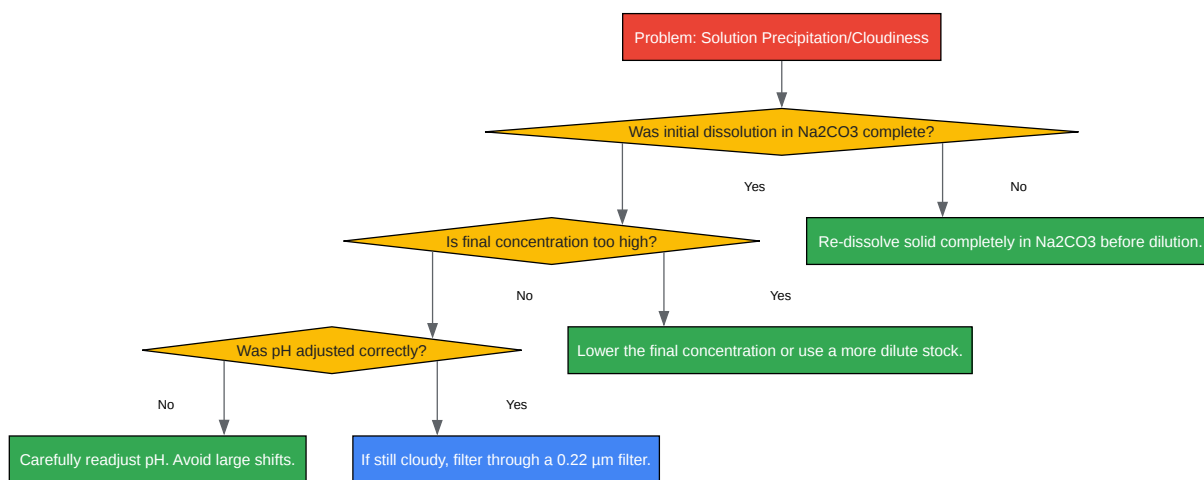 Problem: Solution Precipitation/Cloudiness
Was initial dissolution in Na2CO3 complete?
Yes
No
Is final concentration too high?
Re-dissolve solid completely in Na2CO3 before dilution.
No
Yes
Was pH adjusted correctly?
Lower the final concentration or use a more dilute stock.
No
Yes
Carefully readjust pH. Avoid large shifts.
If still cloudy, filter through a 0.22 µm filter.